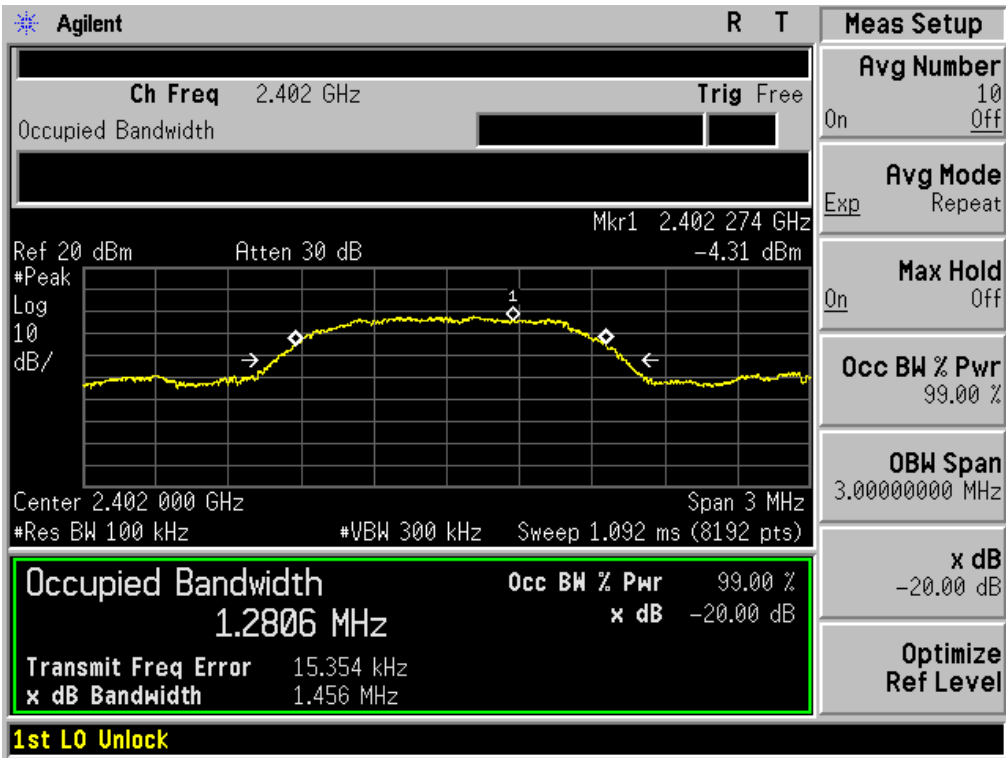 Agilent R T
Ch Freq 2.402 GHz Trig Free
Occupied Bandwidth
Mkr1 2.402 274 GHz
Ref 20 dBm Atten 30 dB -4.31 dBm
#Peak
Log
10
dB/
1
Center 2.402 000 GHz Span 3 MHz
#Res BW 100 kHz #VBW 300 kHz Sweep 1.092 ms (8192 pts)
Occupied Bandwidth Occ BW % Pwr 99.00 %
1.2806 MHz x dB -20.00 dB
Transmit Freq Error 15.354 kHz
x dB Bandwidth 1.456 MHz
1st LO Unlock
Meas Setup
Avg Number
10
On Off
Avg Mode
Exp Repeat
Max Hold
On Off
Occ BW % Pwr
99.00 %
OBW Span
3.00000000 MHz
x dB
-20.00 dB
Optimize
Ref Level